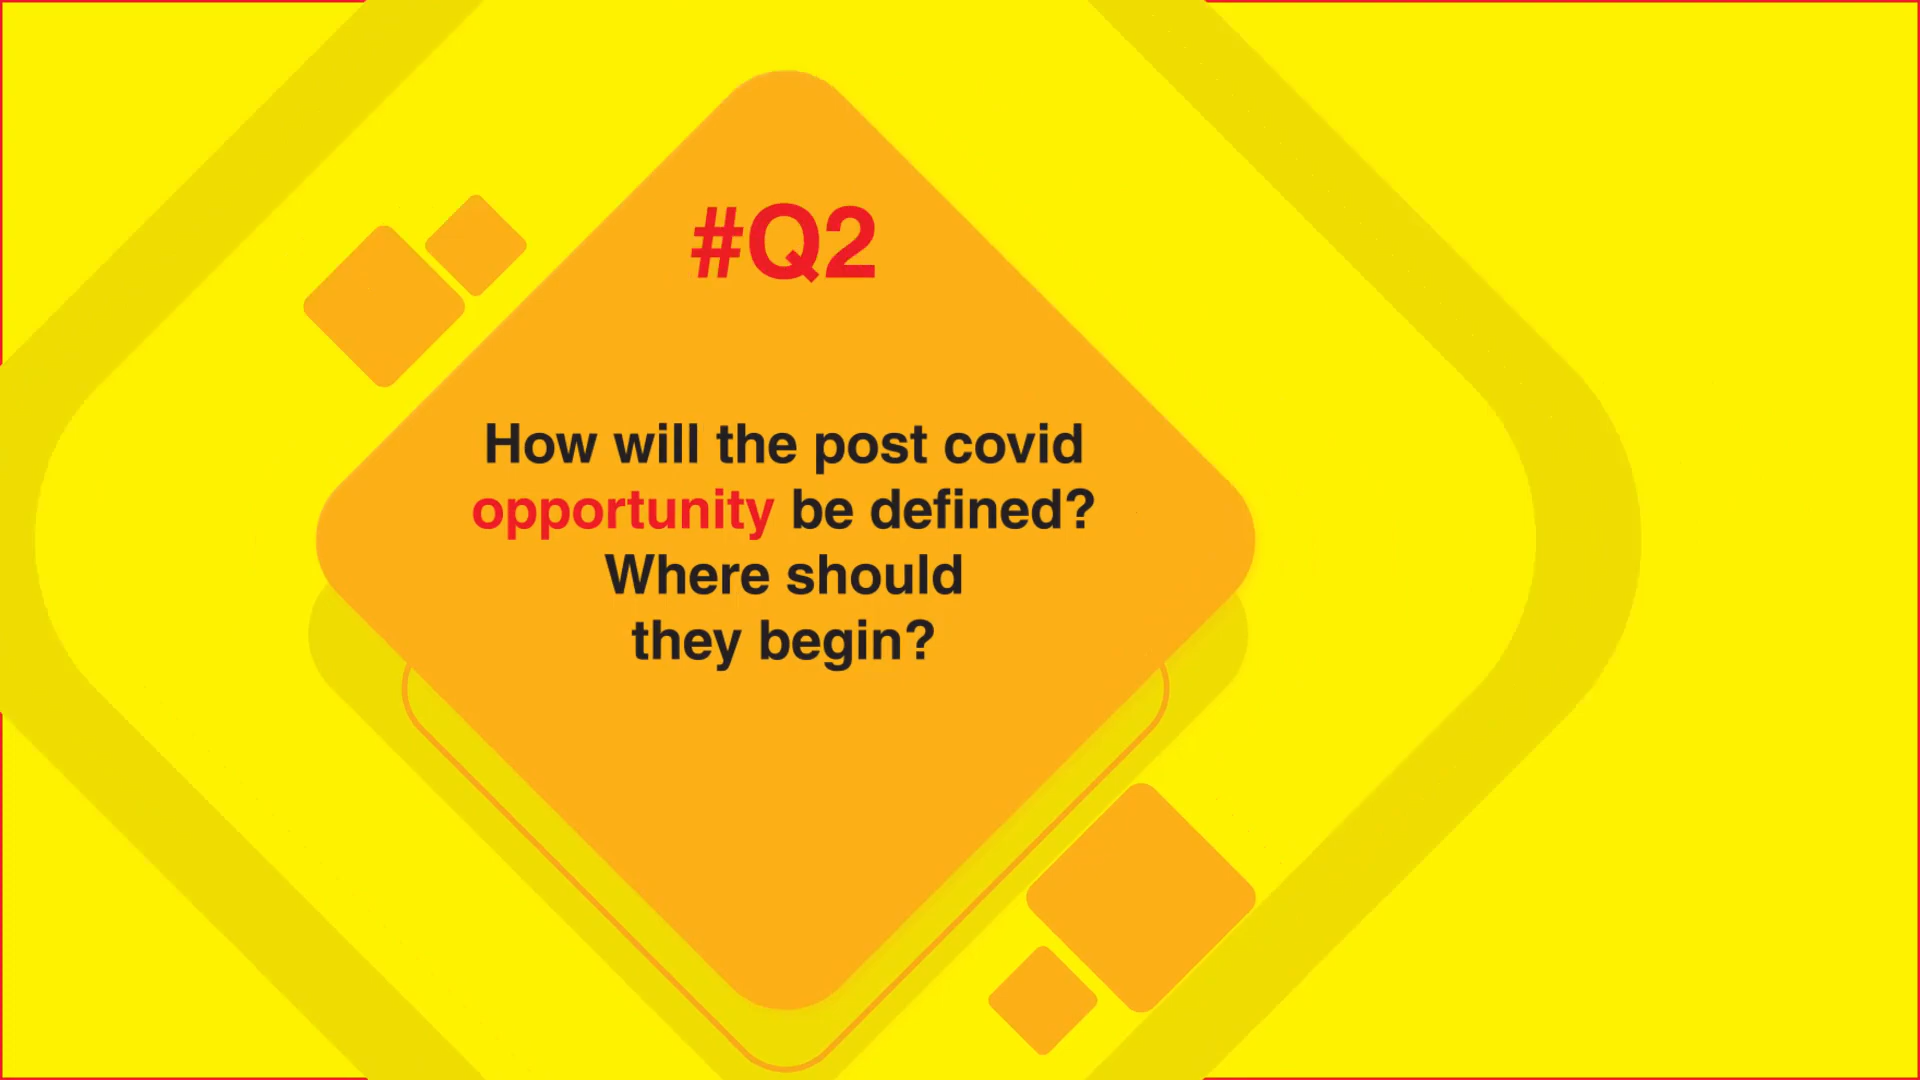 #Q2
How will the post covid
opportunity be defined?
Where should
they begin?